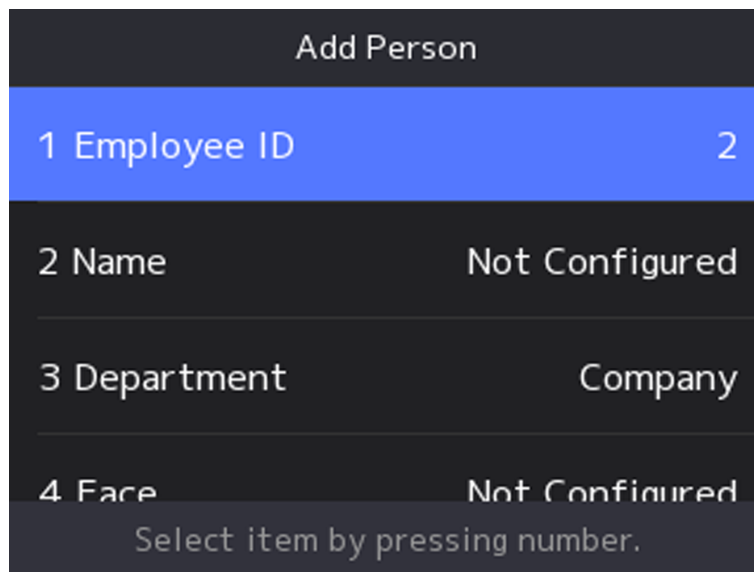 Add Person
1 Employee ID 2
2 Name Not Configured
3 Department Company
4 Face Not Configured
Select item by pressing number.